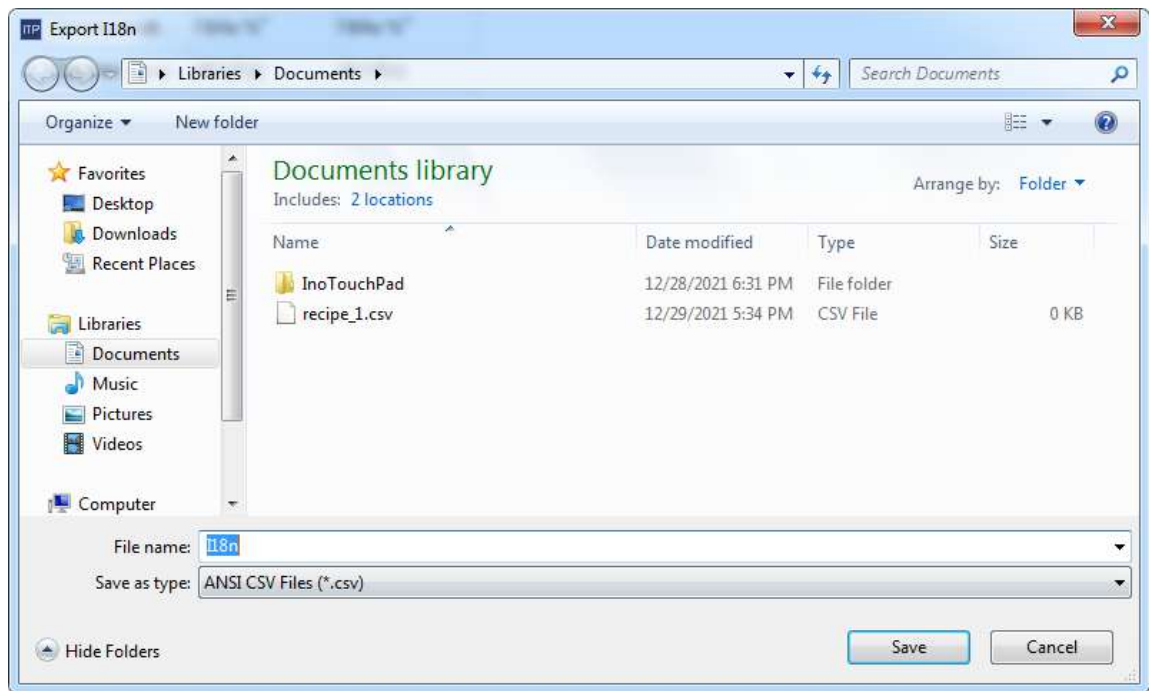 ITP Export I18n
Libraries Documents
Search Documents
Organize New folder
Favorites
Desktop
Downloads
Recent Places
Libraries
Documents
Music
Pictures
Videos
Computer
Documents library
Includes: 2 locations
Arrange by: Folder
Name Date modified Type Size
InoTouchPad 12/28/2021 6:31 PM File folder
recipe_1.csv 12/29/2021 5:34 PM CSV File 0 KB
File name: I18n
Save as type: ANSI CSV Files (*.csv)
Hide Folders
Save Cancel